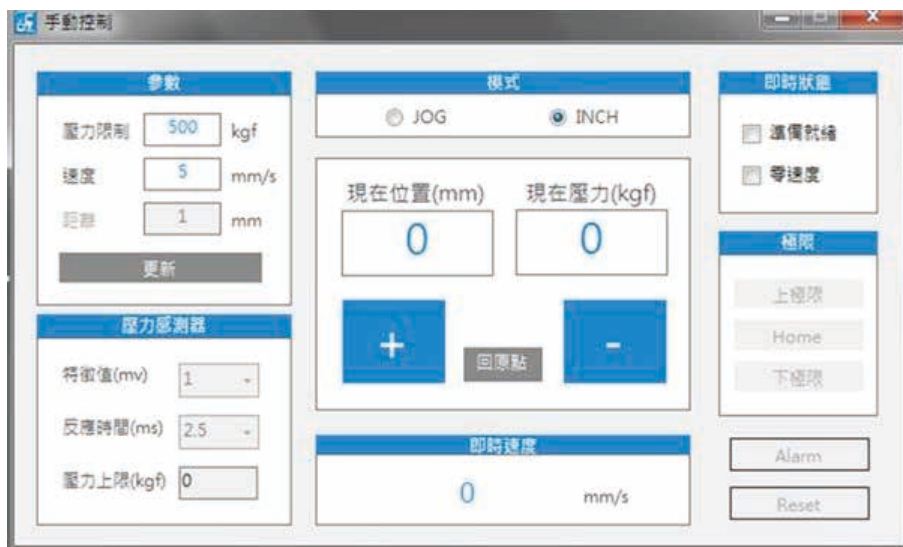 手動控制
參數
壓力限制 500 kgf
速度 5 mm/s
距離 1 mm
更新
壓力感測器
特徵值(mv) 1
反應時間(ms) 2.5
壓力上限(kgf) 0
模式
JOG INCH
現在位置(mm) 現在壓力(kgf)
0 0
+ 回原點 -
即時速度
0 mm/s
即時狀態
準備就緒
零速度
極限
上極限
Home
下極限
Alarm
Reset